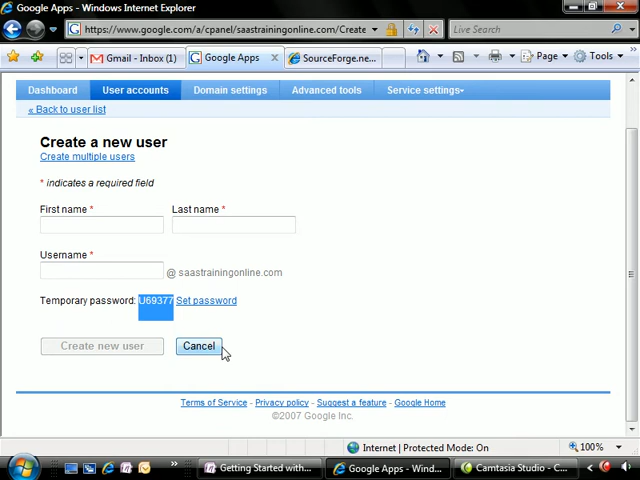 Google Apps - Windows Internet Explorer
https://www.google.com/a/cpanel/saastrainingonline.com/Create
Live Search
Gmail - Inbox (1)
Google Apps
SourceForge.ne...
Page
Tools
Dashboard
User accounts
Domain settings
Advanced tools
Service settings
« Back to user list
Create a new user
Create multiple users
* indicates a required field
First name *
Last name *
Username *
@ saastrainingonline.com
Temporary password: U69377 Set password
Create new user
Cancel
Terms of Service - Privacy policy - Suggest a feature - Google Home
©2007 Google Inc.
Internet | Protected Mode: On
100%
Getting Started with...
Google Apps - Wind...
Camtasia Studio - C...